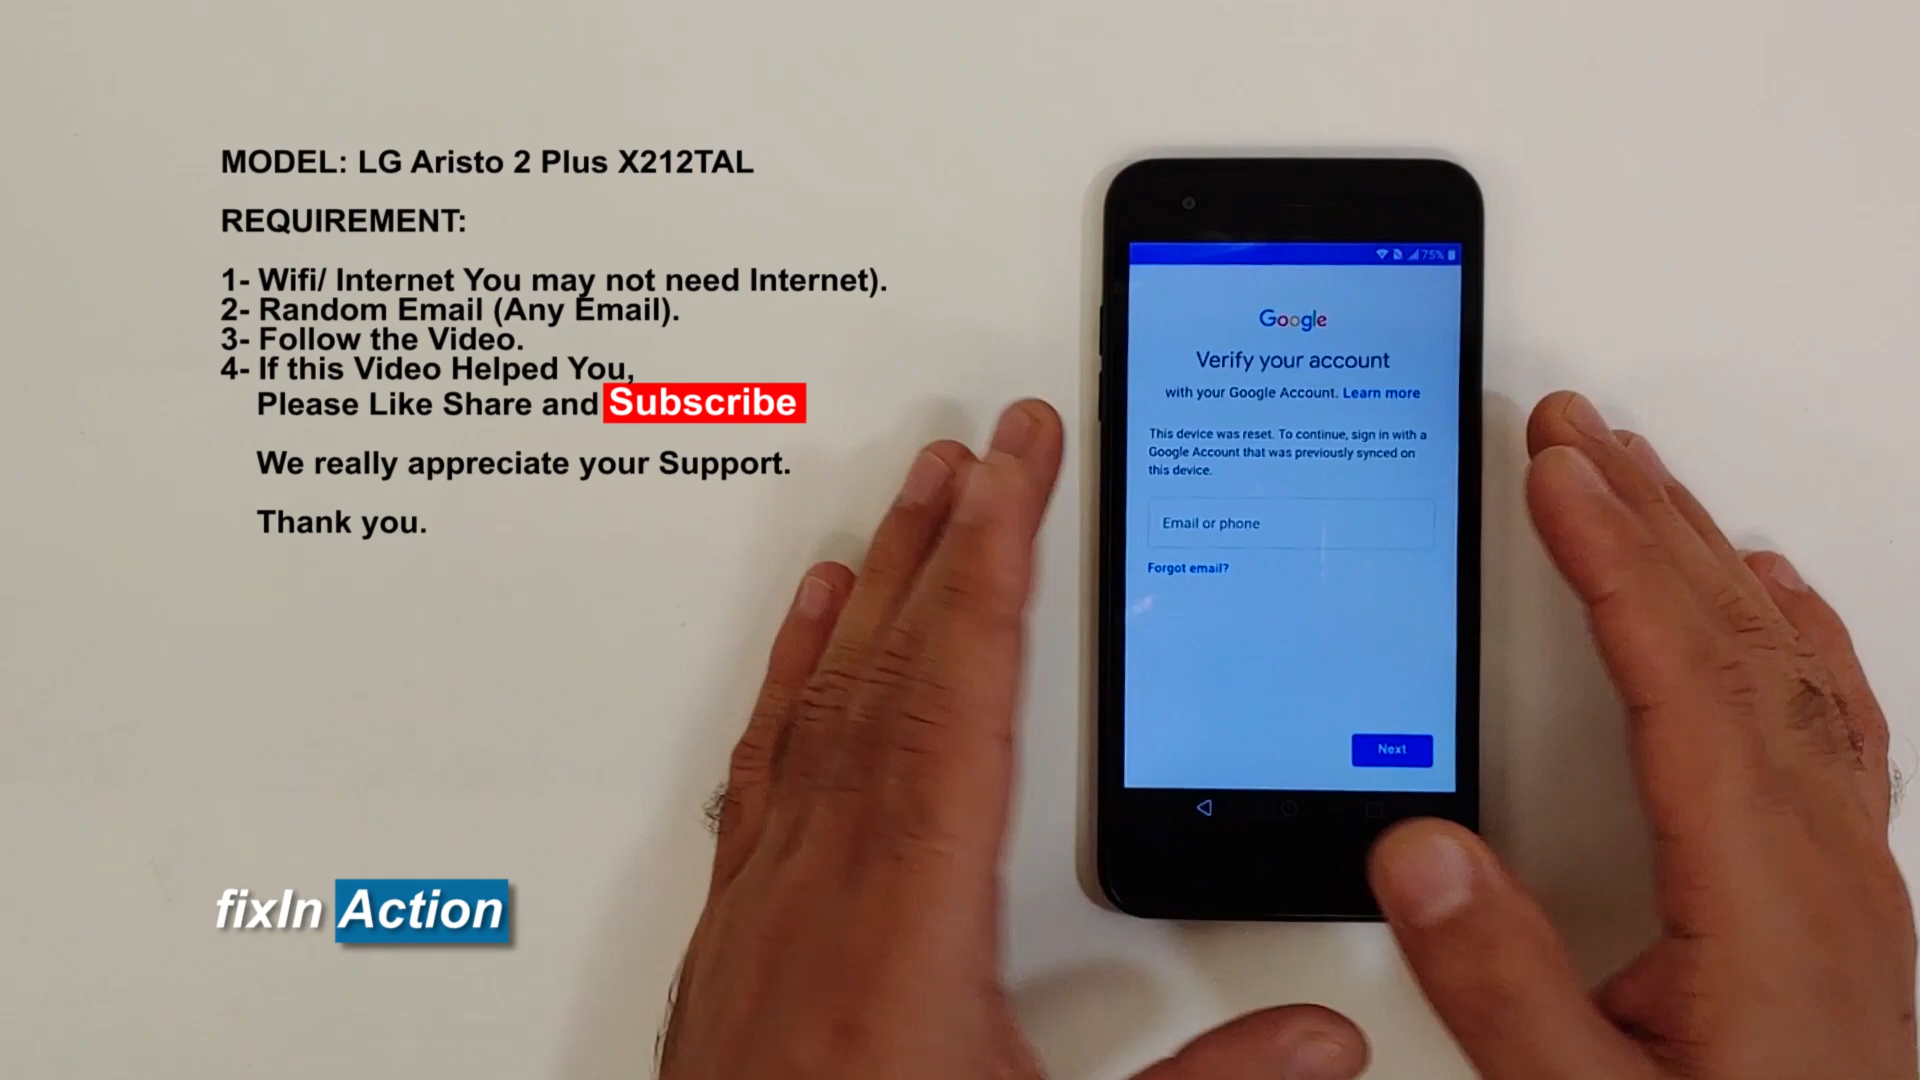 MODEL: LG Aristo 2 Plus X212TAL
REQUIREMENT:
1- Wifi/ Internet You may not need Internet).
2- Random Email (Any Email).
3- Follow the Video.
4- If this Video Helped You,
Please Like Share and Subscribe
We really appreciate your Support.
Thank you.
fixIn Action
75%
Google
Verify your account
with your Google Account. Learn more
This device was reset. To continue, sign in with a
Google Account that was previously synced on
this device.
Email or phone
Forgot email?
Next